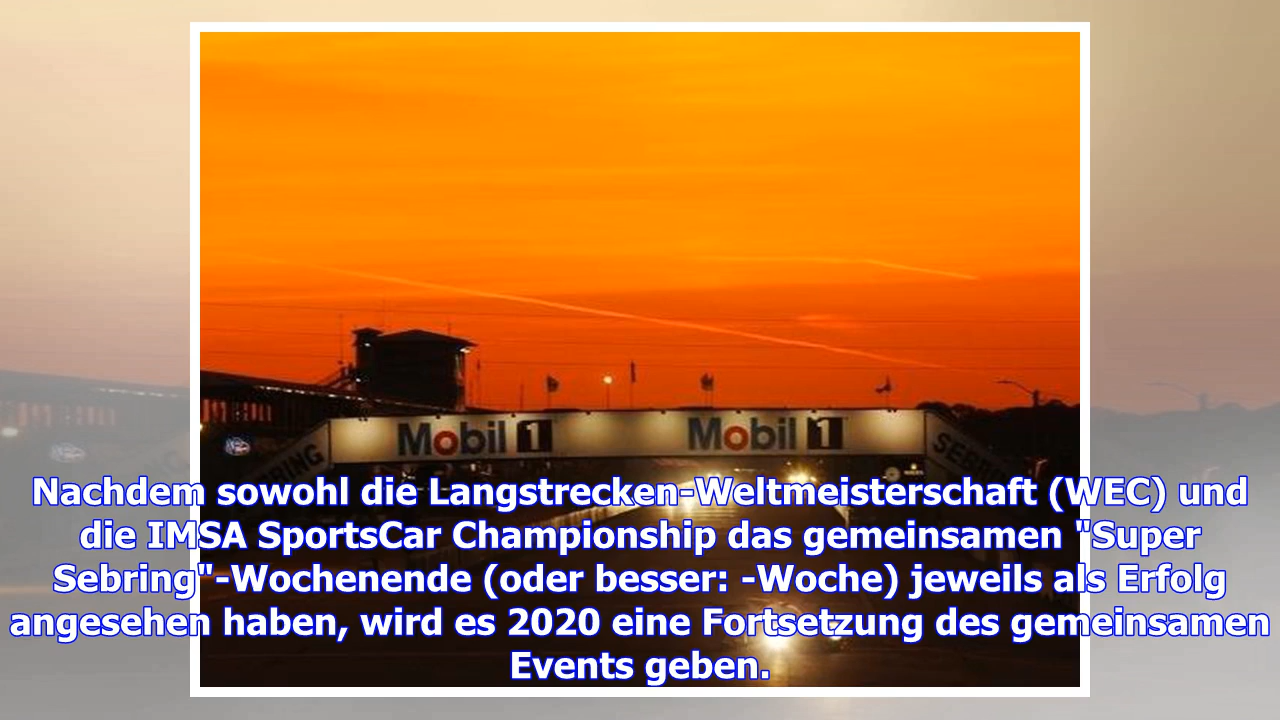 Mobil 1
Mobil 1
Nachdem sowohl die Langstrecken-Weltmeisterschaft (WEC) und
die IMSA SportsCar Championship das gemeinsamen "Super
Sebring"-Wochenende (oder besser: -Woche) jeweils als Erfolg
angesehen haben, wird es 2020 eine Fortsetzung des gemeinsamen
Events geben.